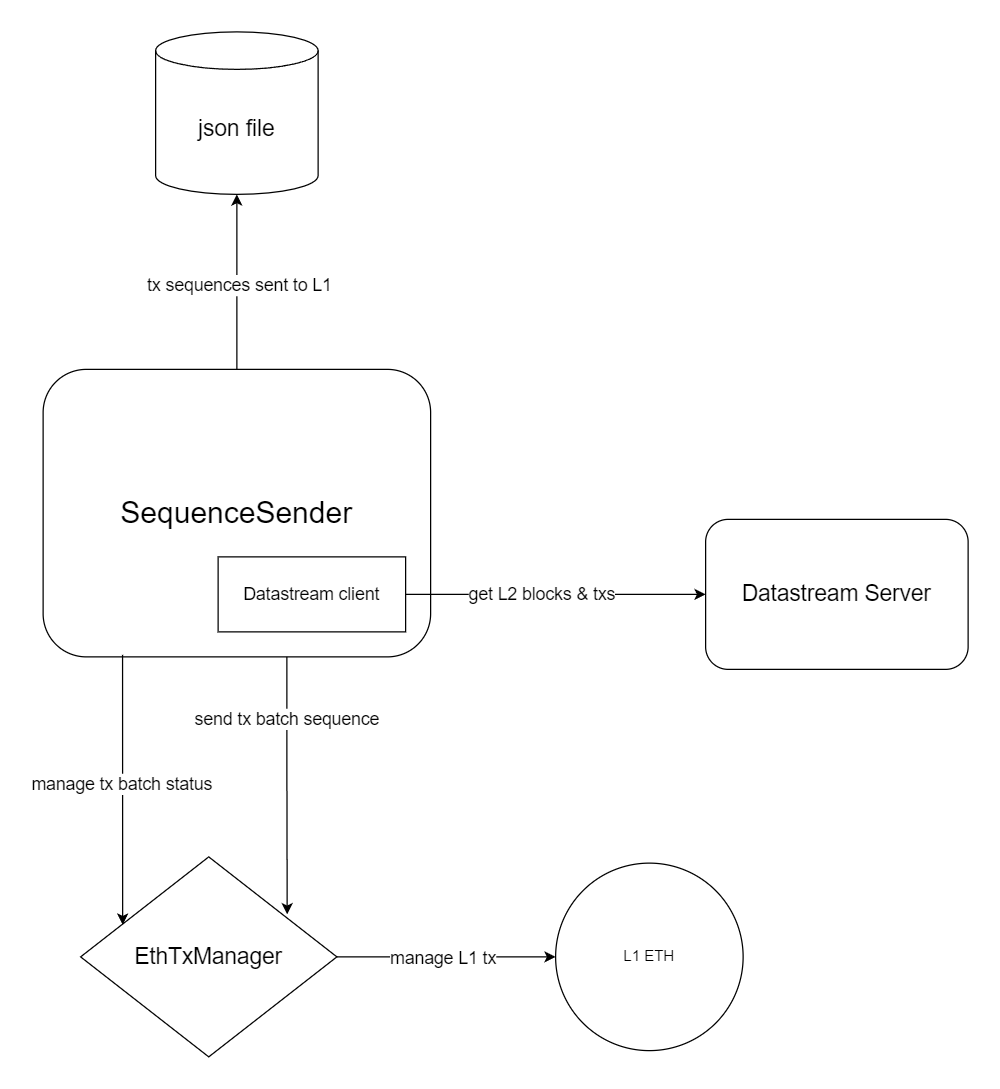 json file
tx sequences sent to L1
SequenceSender
Datastream client
get L2 blocks & txs
Datastream Server
send tx batch sequence
manage tx batch status
EthTxManager
manage L1 tx
L1 ETH